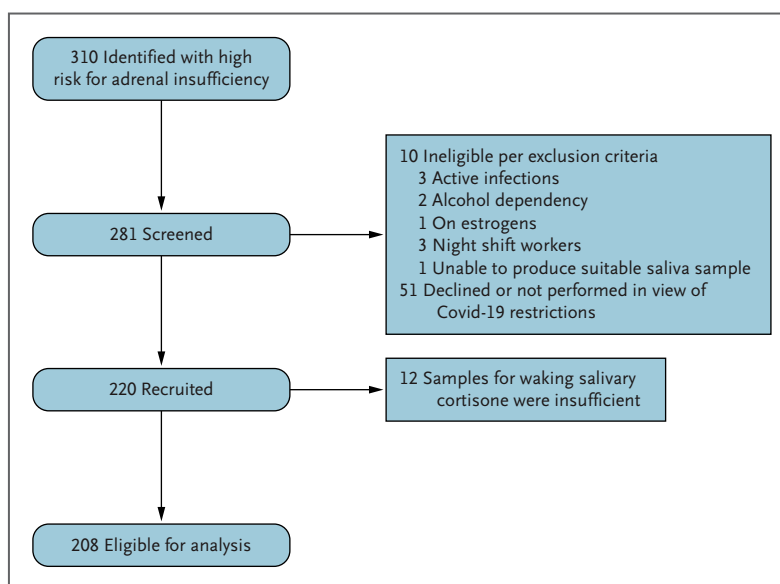 310 Identified with high
risk for adrenal insufficiency
281 Screened
10 Ineligible per exclusion criteria
3 Active infections
2 Alcohol dependency
1 On estrogens
3 Night shift workers
1 Unable to produce suitable saliva sample
51 Declined or not performed in view of
Covid-19 restrictions
220 Recruited
12 Samples for waking salivary
cortisone were insufficient
208 Eligible for analysis